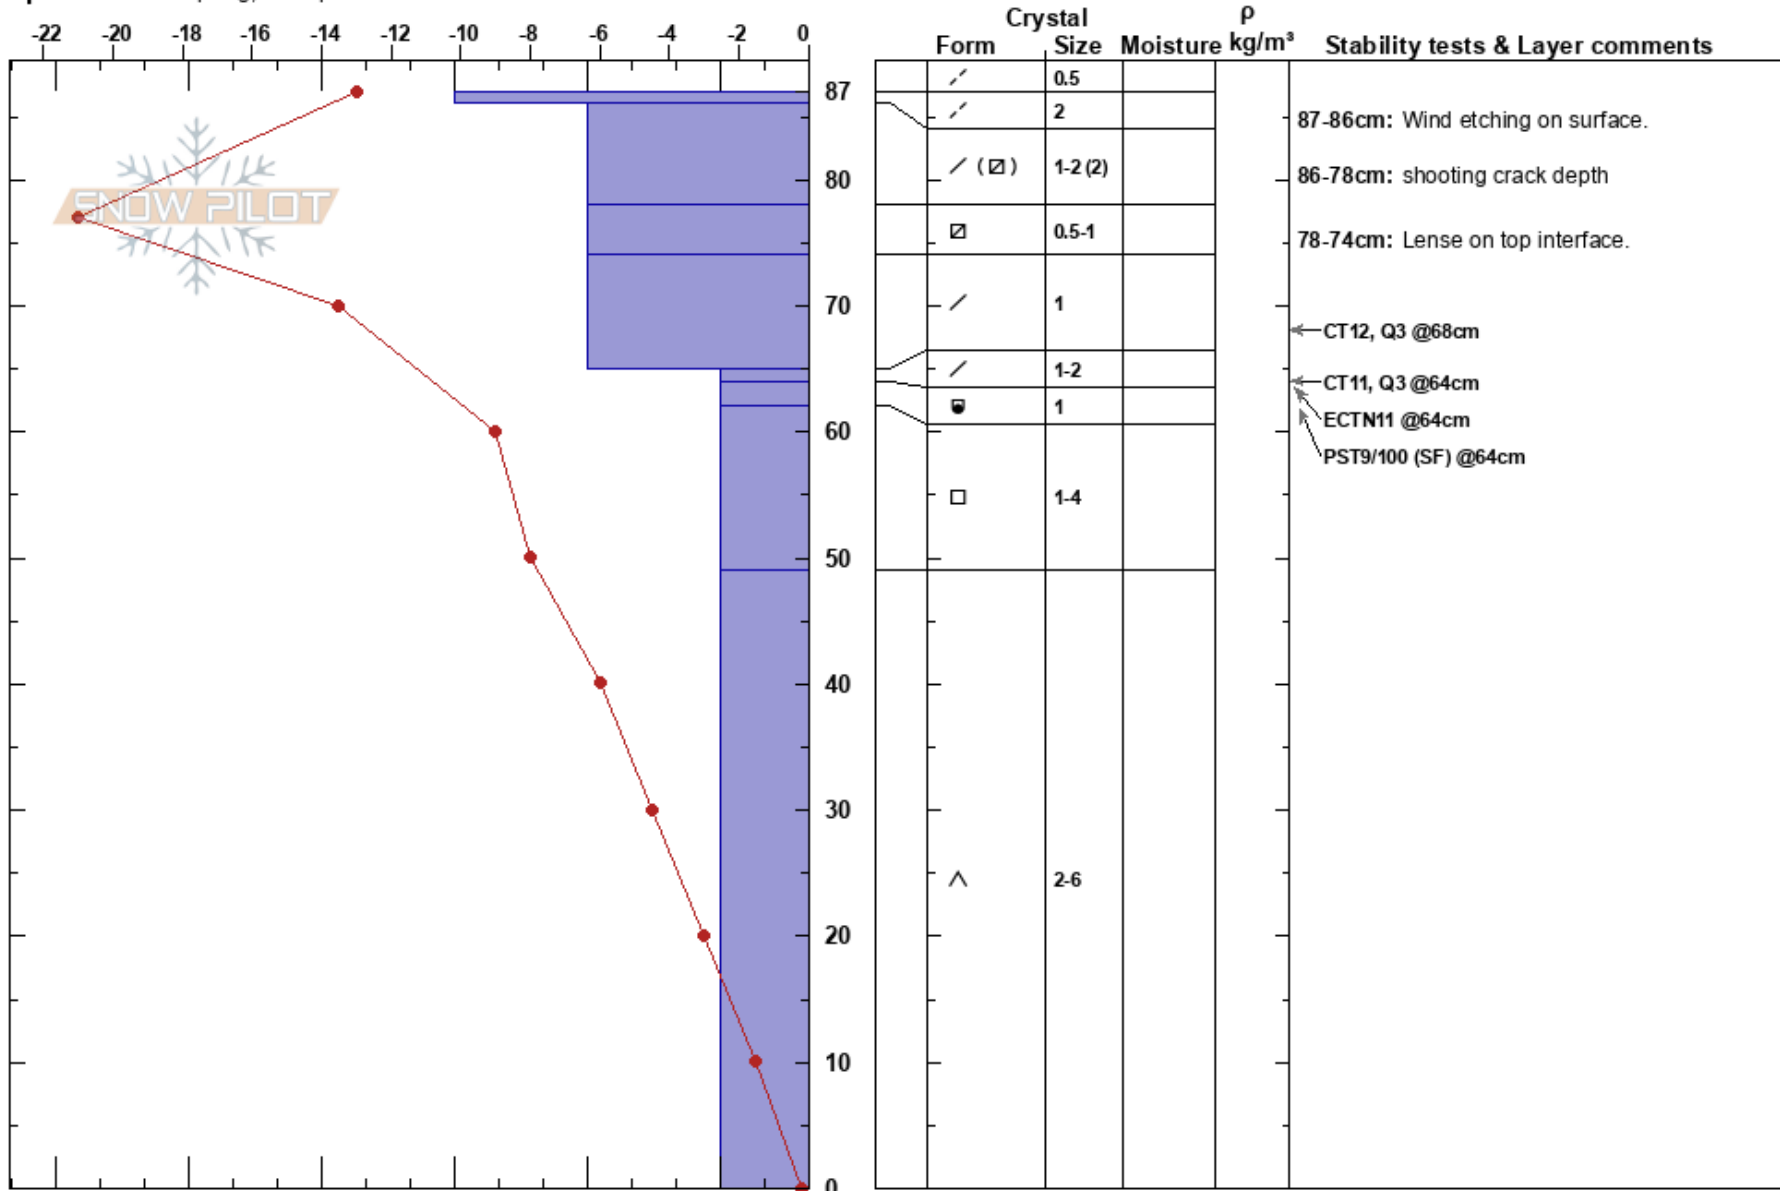 Crystal ρ
-22 -20 -18 -16 -14 -12 -10 -8 -6 -4 -2 0 Form Size Moisture kg/m³ Stability tests & Layer comments
0.5
87
2
87-86cm: Wind etching on surface.
( ) 1-2 (2)
86-78cm: shooting crack depth
80
SNOW PILOT
0.5-1
78-74cm: Lense on top interface.
70
1
CT12, Q3 @68cm
1-2
CT11, Q3 @64cm
1
ECTN11 @64cm
60
PST9/100 (SF) @64cm
1-4
50
40
30
2-6
20
10
0